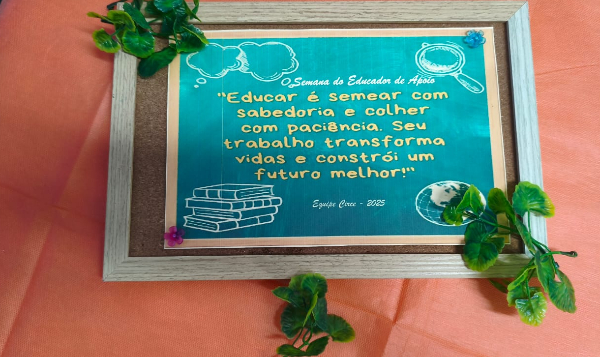 Semana do Educador de Apoio
"Educar é semear com
sabedoria e colher
com paciência. Seu
trabalho transforma
vidas e constrói um
futuro melhor!"
Equipe Circe - 2025